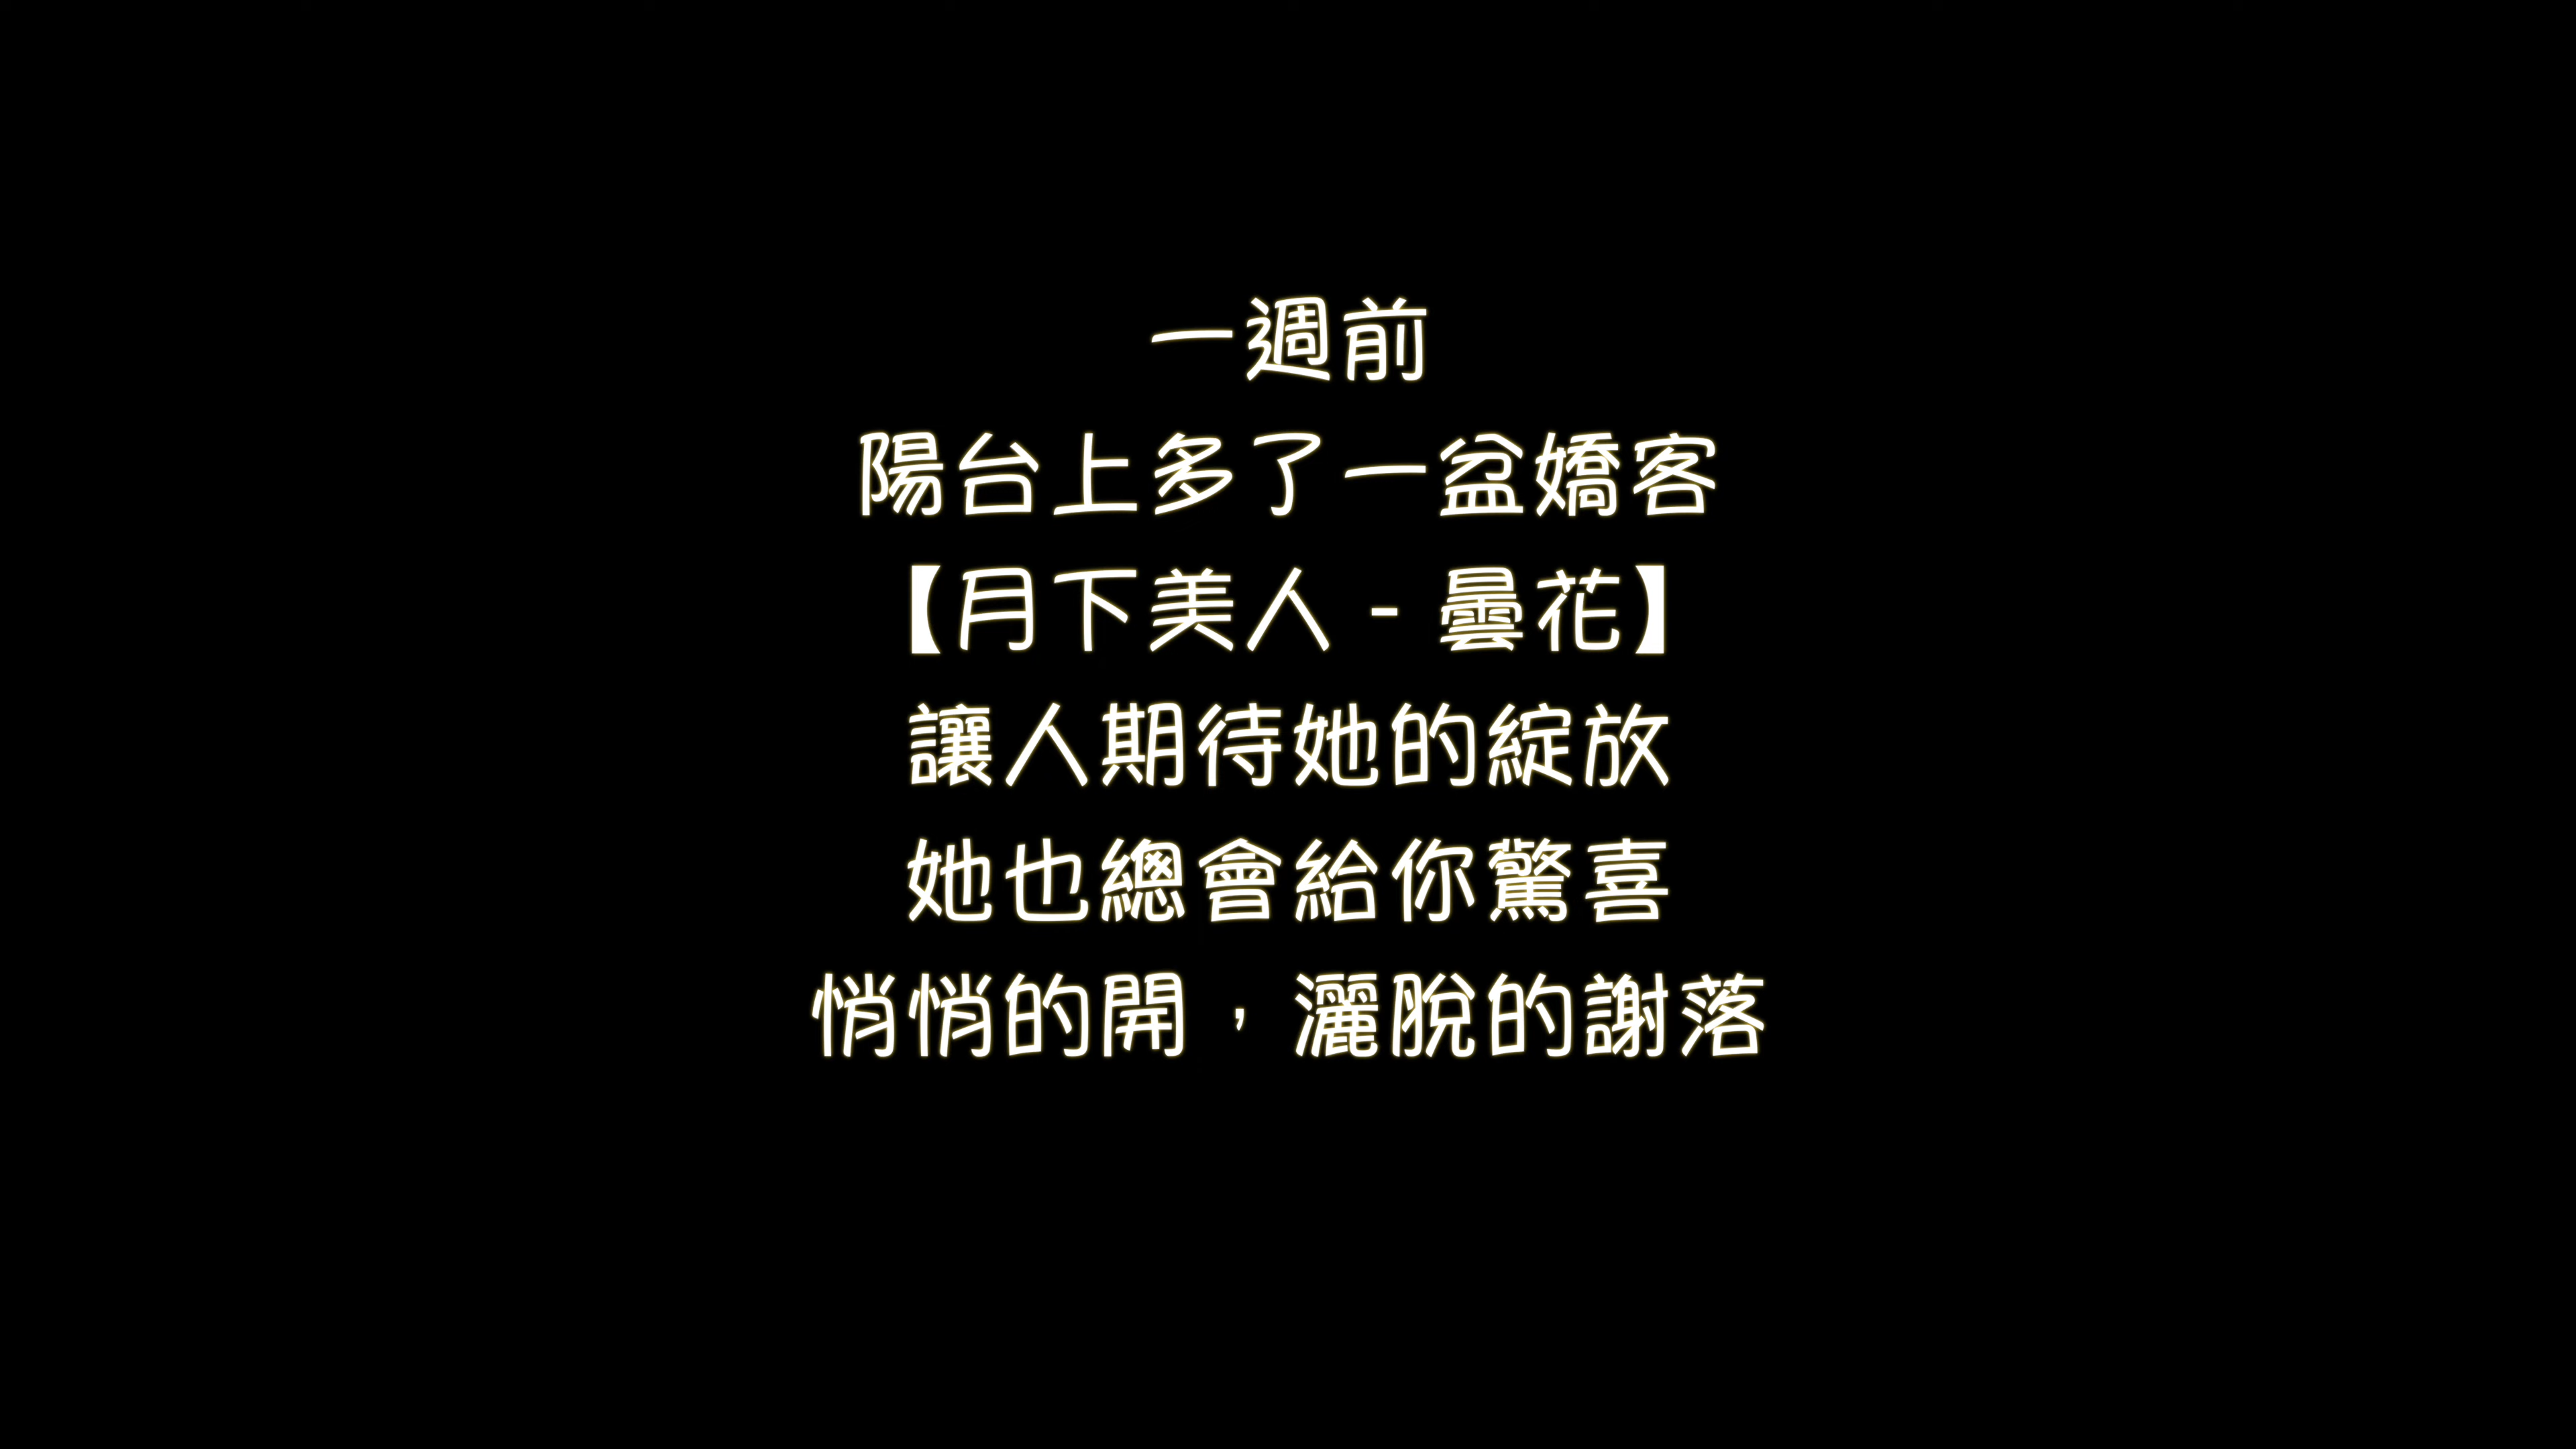 一週前
陽台上多了一盆嬌客
【月下美人 - 曇花】
讓人期待她的綻放
她也總會給你驚喜
悄悄的開，灑脫的謝落